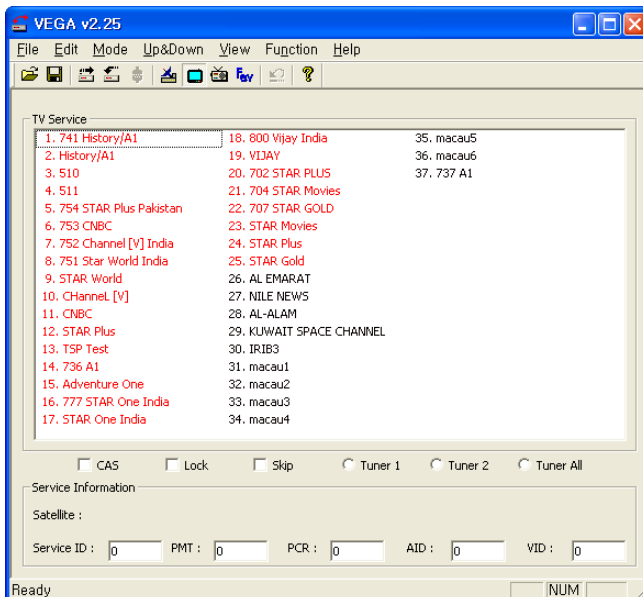 VEGA v2.25
File Edit Mode Up&Down View Function Help
Fav
TV Service
1. 741 History/A1
2. History/A1
3. 510
4. 511
5. 754 STAR Plus Pakistan
6. 753 CNBC
7. 752 Channel [V] India
8. 751 Star World India
9. STAR World
10. CHanneL [V]
11. CNBC
12. STAR Plus
13. TSP Test
14. 736 A1
15. Adventure One
16. 777 STAR One India
17. STAR One India
18. 800 Vijay India
19. VIJAY
20. 702 STAR PLUS
21. 704 STAR Movies
22. 707 STAR GOLD
23. STAR Movies
24. STAR Plus
25. STAR Gold
26. AL EMARAT
27. NILE NEWS
28. AL-ALAM
29. KUWAIT SPACE CHANNEL
30. IRIB3
31. macau1
32. macau2
33. macau3
34. macau4
35. macau5
36. macau6
37. 737 A1
CAS Lock Skip Tuner 1 Tuner 2 Tuner All
Service Information
Satellite :
Service ID : 0 PMT : 0 PCR : 0 AID : 0 VID : 0
Ready NUM